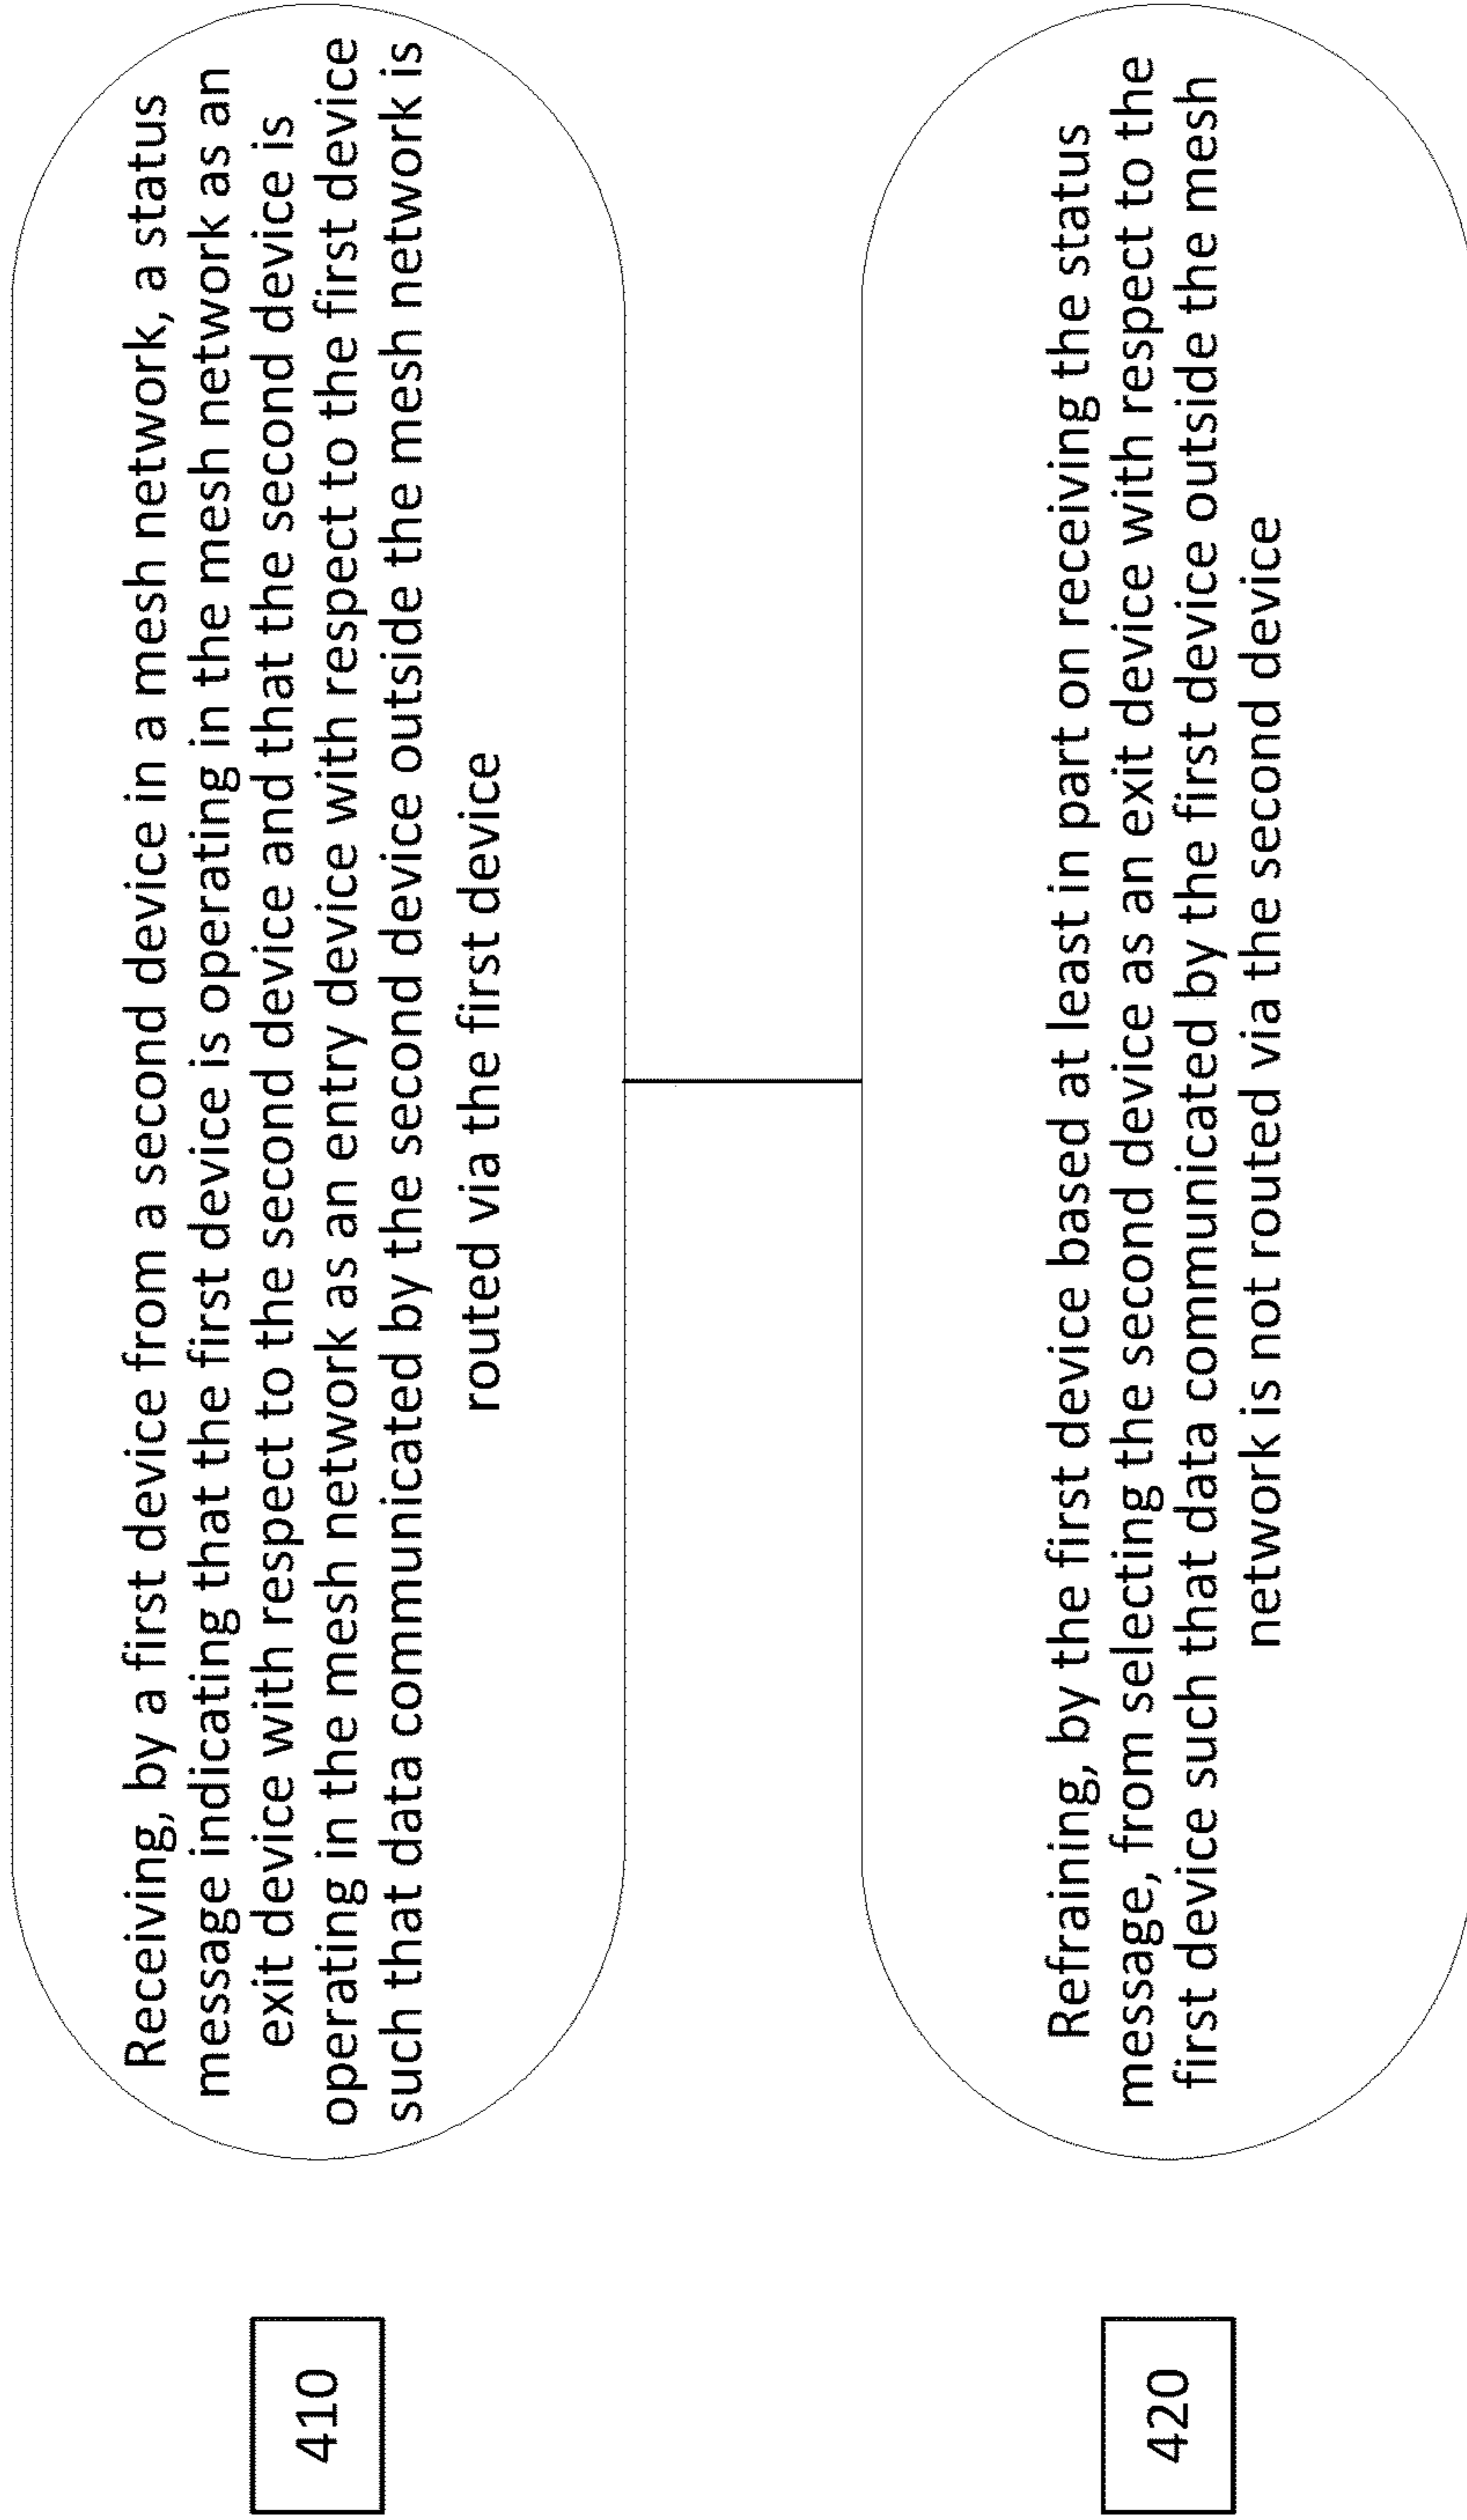 410
Receiving, by a first device from a second device in a mesh network, a status
message indicating that the first device is operating in the mesh network as an
exit device with respect to the second device and that the second device is
operating in the mesh network as an entry device with respect to the first device
such that data communicated by the second device outside the mesh network is
routed via the first device
420
Refraining, by the first device based at least in part on receiving the status
message, from selecting the second device as an exit device with respect to the
first device such that data communicated by the first device outside the mesh
network is not routed via the second device